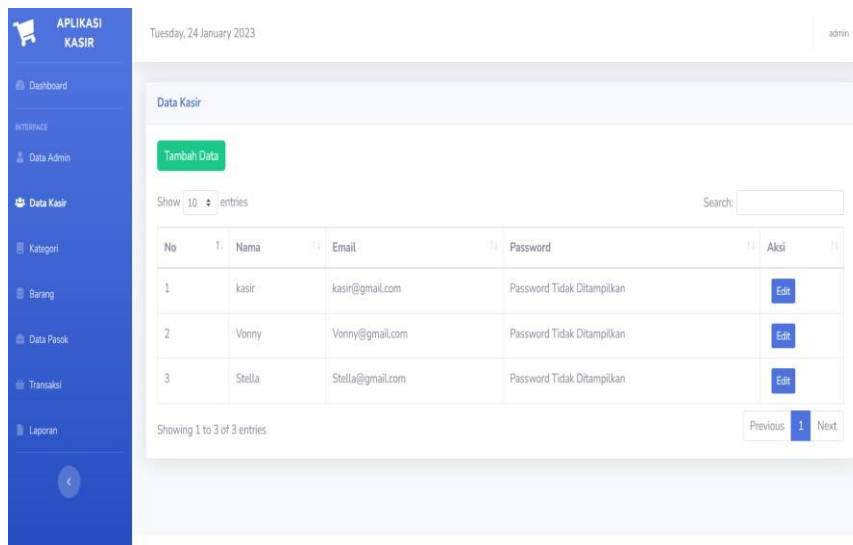 APLIKASI
KASIR
Dashboard
INTERFACE
Data Admin
Data Kasir
Kategori
Barang
Data Pasok
Transaksi
Laporan
Tuesday, 24 January 2023
admin
Data Kasir
Tambah Data
Show 10 entries
Search:
No Nama Email Password Aksi
1 kasir kasir@gmail.com Password Tidak Ditampilkan Edit
2 Vonny Vonny@gmail.com Password Tidak Ditampilkan Edit
3 Stella Stella@gmail.com Password Tidak Ditampilkan Edit
Showing 1 to 3 of 3 entries
Previous 1 Next